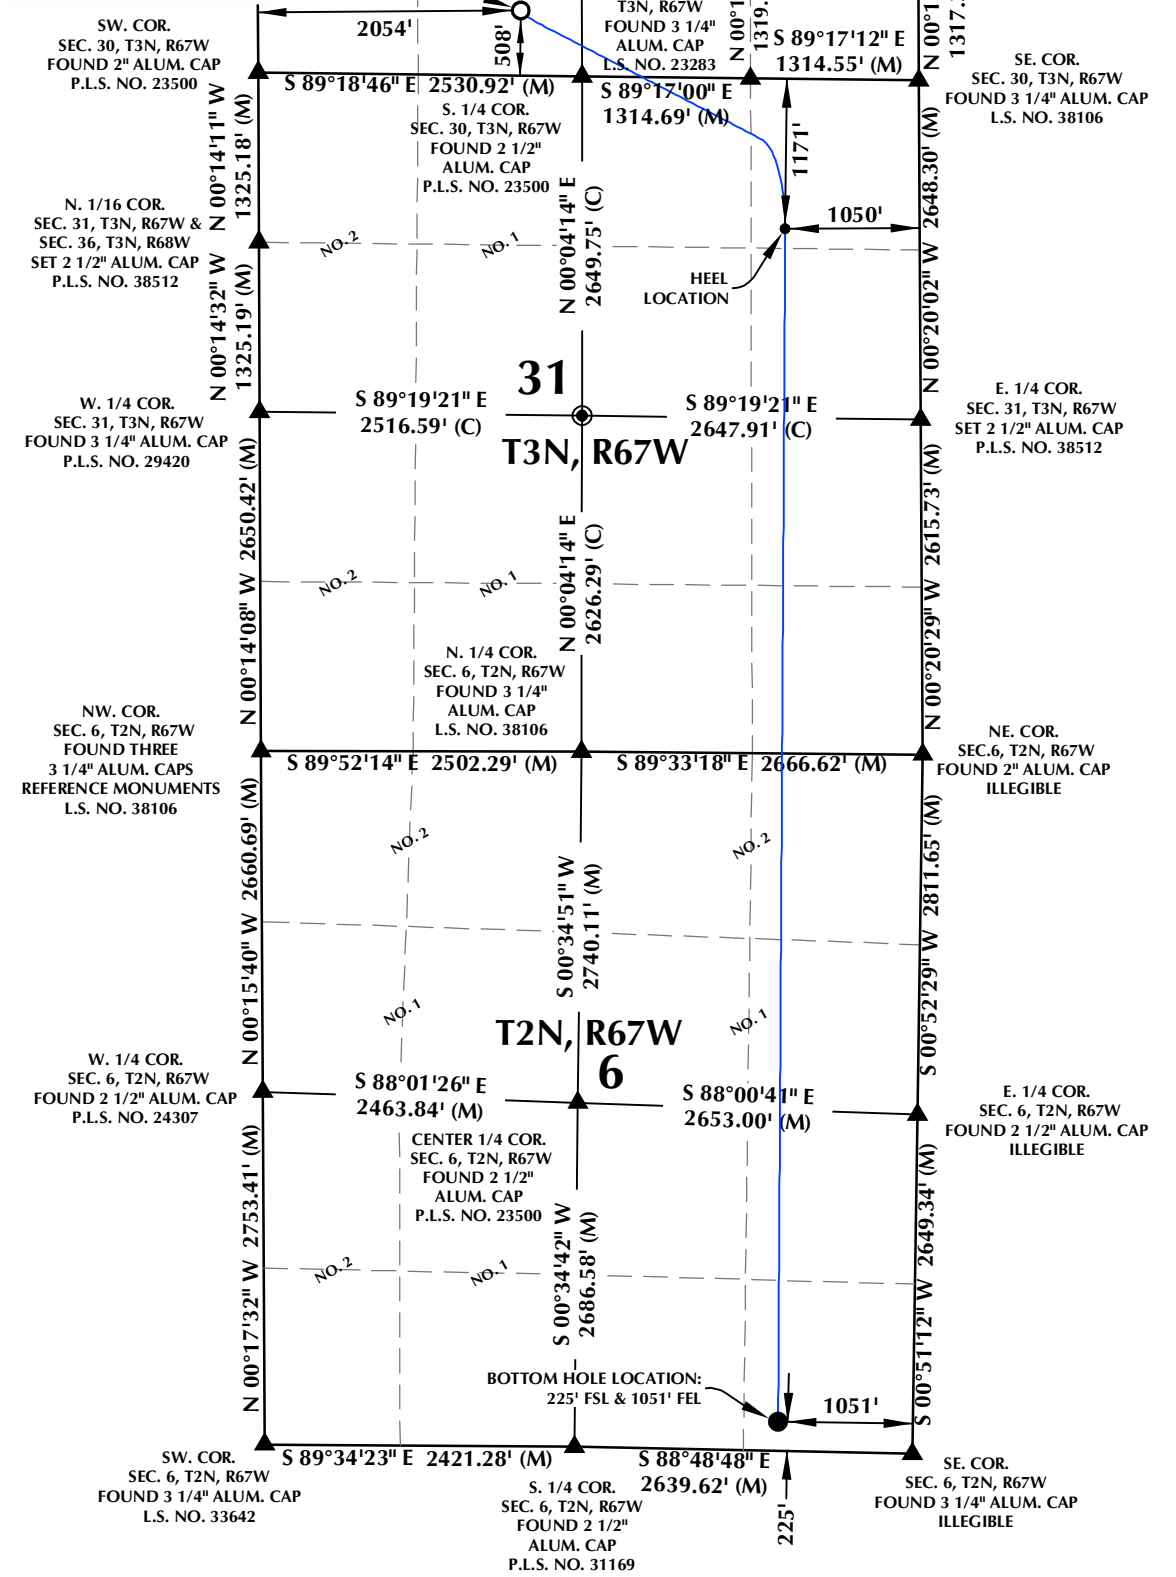 2054'
508'
T3N, R67W
FOUND 3 1/4"
ALUM. CAP
L.S. NO. 23283
N 00°1
1319.
S 89°17'12" E
1314.55' (M)
N 00°1
1317.
SW. COR.
SEC. 30, T3N, R67W
FOUND 2" ALUM. CAP
P.L.S. NO. 23500
S 89°18'46" E 2530.92' (M)
S. 1/4 COR.
SEC. 30, T3N, R67W
FOUND 2 1/2"
ALUM. CAP
P.L.S. NO. 23500
S 89°17'00" E
1314.69' (M)
SE. COR.
SEC. 30, T3N, R67W
FOUND 3 1/4" ALUM. CAP
L.S. NO. 38106
N 00°14'11" W
1325.18' (M)
1171'
1050'
N 00°20'02" W 2648.30' (M)
N. 1/16 COR.
SEC. 31, T3N, R67W &
SEC. 36, T3N, R68W
SET 2 1/2" ALUM. CAP
P.L.S. NO. 38512
NO. 2
NO. 1
N 00°04'14" E
2649.75' (C)
HEEL
LOCATION
N 00°14'32" W
1325.19' (M)
31
T3N, R67W
W. 1/4 COR.
SEC. 31, T3N, R67W
FOUND 3 1/4" ALUM. CAP
P.L.S. NO. 29420
S 89°19'21" E
2516.59' (C)
S 89°19'21" E
2647.91' (C)
E. 1/4 COR.
SEC. 31, T3N, R67W
SET 2 1/2" ALUM. CAP
P.L.S. NO. 38512
N 00°14'08" W 2650.42' (M)
NO. 2
NO. 1
N 00°04'14" E
2626.29' (C)
N 00°20'29" W 2615.73' (M)
N. 1/4 COR.
SEC. 6, T2N, R67W
FOUND 3 1/4"
ALUM. CAP
L.S. NO. 38106
NW. COR.
SEC. 6, T2N, R67W
FOUND THREE
3 1/4" ALUM. CAPS
REFERENCE MONUMENTS
L.S. NO. 38106
S 89°52'14" E 2502.29' (M)
S 89°33'18" E 2666.62' (M)
NE. COR.
SEC.6, T2N, R67W
FOUND 2" ALUM. CAP
ILLEGIBLE
N 00°15'40" W 2660.69' (M)
NO. 2
NO. 2
S 00°34'51" W
2740.11' (M)
S 00°52'29" W 2811.65' (M)
NO. 1
NO. 1
T2N, R67W
6
W. 1/4 COR.
SEC. 6, T2N, R67W
FOUND 2 1/2" ALUM. CAP
P.L.S. NO. 24307
S 88°01'26" E
2463.84' (M)
S 88°00'41" E
2653.00' (M)
E. 1/4 COR.
SEC. 6, T2N, R67W
FOUND 2 1/2" ALUM. CAP
ILLEGIBLE
CENTER 1/4 COR.
SEC. 6, T2N, R67W
FOUND 2 1/2"
ALUM. CAP
P.L.S. NO. 23500
N 00°17'32" W 2753.41' (M)
NO. 2
NO. 1
S 00°34'42" W
2686.58' (M)
S 00°51'12" W 2649.34' (M)
BOTTOM HOLE LOCATION:
225' FSL & 1051' FEL
1051'
SW. COR.
SEC. 6, T2N, R67W
FOUND 3 1/4" ALUM. CAP
L.S. NO. 33642
S 89°34'23" E 2421.28' (M)
S. 1/4 COR.
SEC. 6, T2N, R67W
FOUND 2 1/2"
ALUM. CAP
P.L.S. NO. 31169
S 88°48'48" E
2639.62' (M)
225'
SE. COR.
SEC. 6, T2N, R67W
FOUND 3 1/4" ALUM. CAP
ILLEGIBLE